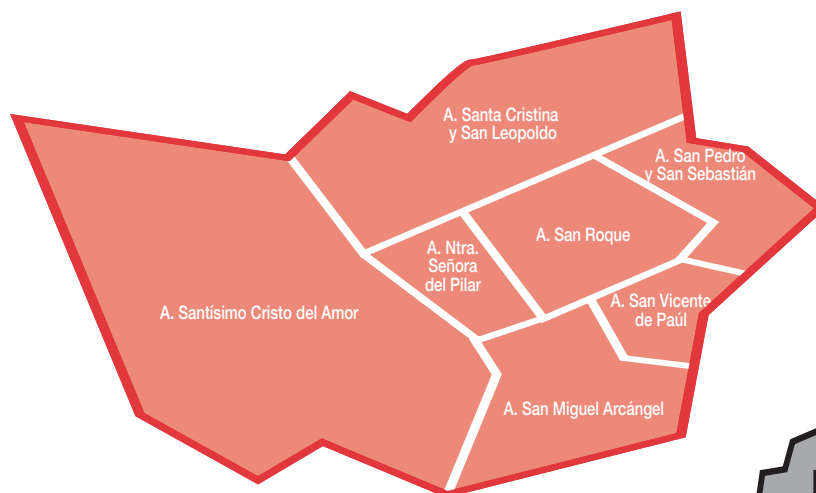 A. Santa Cristina
y San Leopoldo
A. San Pedro
y San Sebastián
A. San Roque
A. Ntra.
Señora
del Pilar
A. San Vicente
de Paúl
A. Santísimo Cristo del Amor
A. San Miguel Arcángel